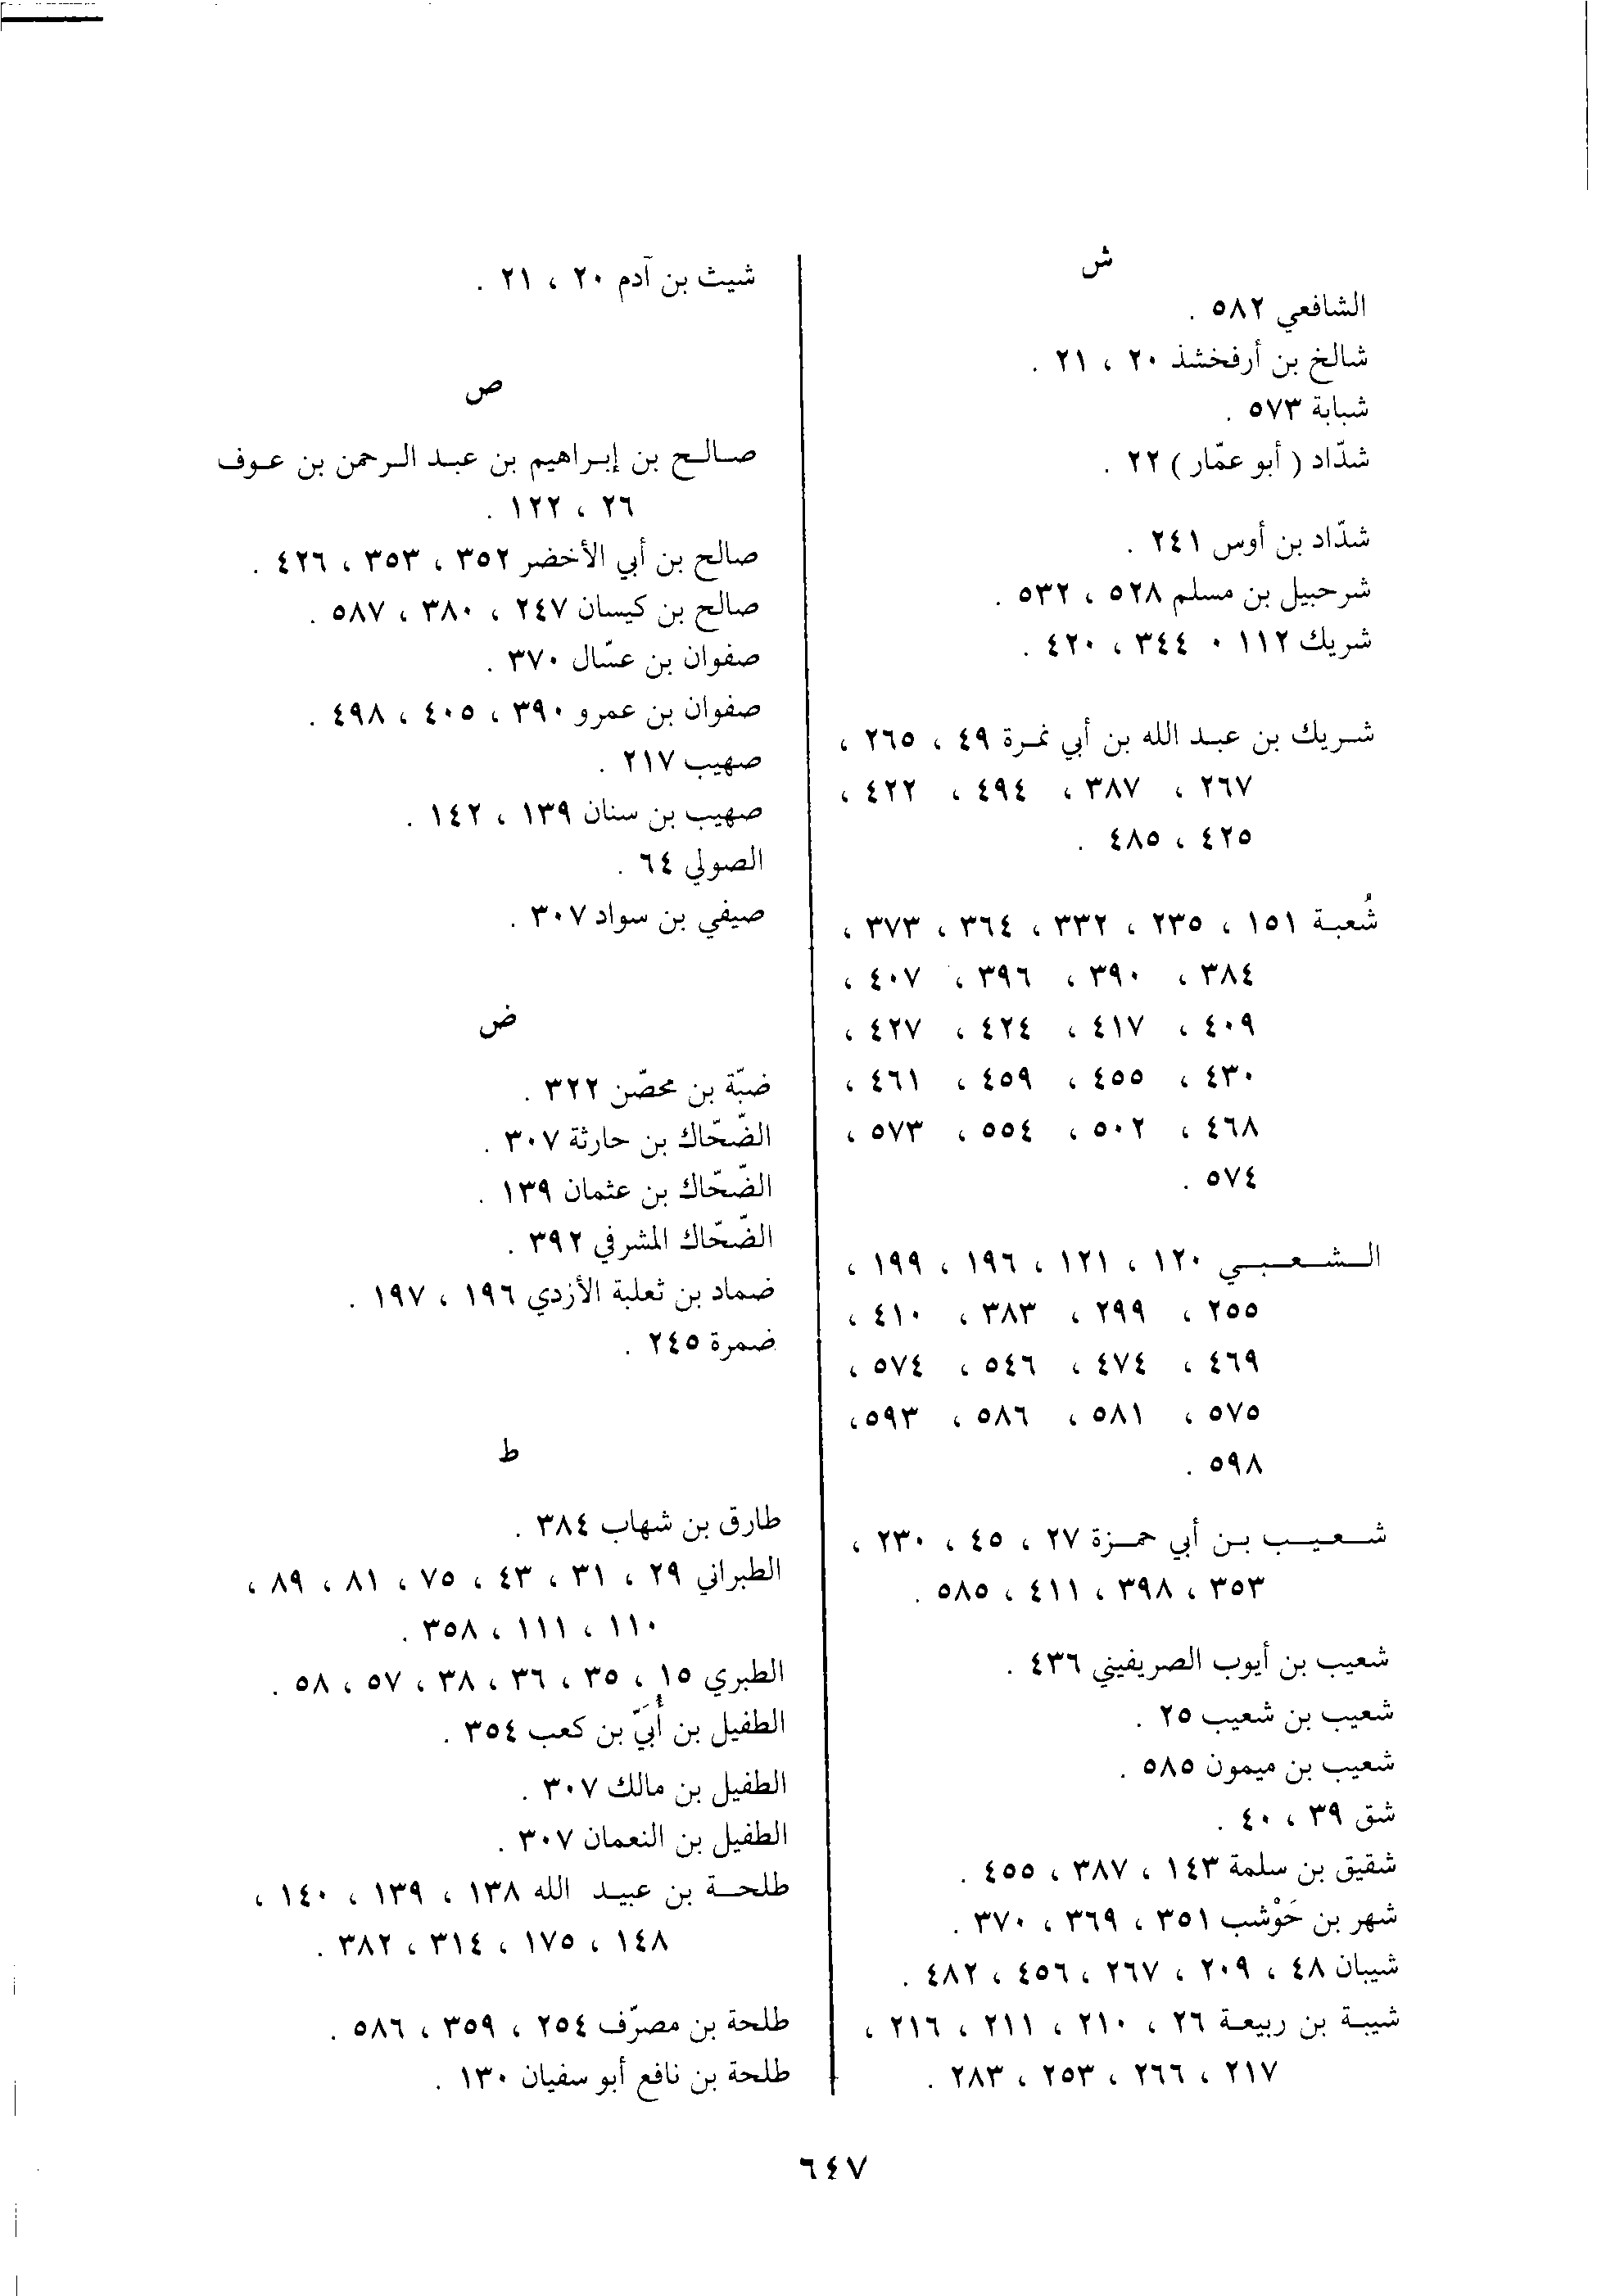 ش
الشافعي ٥٨٢ .
شالخ بن أرفخشذ ٢٠ ، ٢١ .
شبابة ٥٧٣ .
شدّاد ( أبو عمّار ) ٢٢ .
شدّاد بن أوس ٢٤١ .
شرحبيل بن مسلم ٥٢٨ ، ٥٣٢ .
شريك ١١٢ ٠ ٣٤٤ ، ٤٢٠ .
شريك بن عبد الله بن أبي نمرة ٤٩ ، ٢٦٥ ،
٢٦٧ ، ٣٨٧ ، ٤٩٤ ، ٤٢٢ ،
٤٢٥ ، ٤٨٥ .
شُعبة ١٥١ ، ٢٣٥ ، ٣٣٢ ، ٣٦٤ ، ٣٧٣ ،
٣٨٤ ، ٣٩٠ ، ٣٩٦ ، ٤٠٧ ،
٤٠٩ ، ٤١٧ ، ٤٢٤ ، ٤٢٧ ،
٤٣٠ ، ٤٥٥ ، ٤٥٩ ، ٤٦١ ،
٤٦٨ ، ٥٠٢ ، ٥٥٤ ، ٥٧٣ ،
٥٧٤ .
الشعبي ١٢٠ ، ١٢١ ، ١٩٦ ، ١٩٩ ،
٢٥٥ ، ٢٩٩ ، ٣٨٣ ، ٤١٠ ،
٤٦٩ ، ٤٧٤ ، ٥٤٦ ، ٥٧٤ ،
٥٧٥ ، ٥٨١ ، ٥٨٦ ، ٥٩٣ ،
٥٩٨ .
شعيب بن أبي حمزة ٢٧ ، ٤٥ ، ٢٣٠ ،
٣٥٣ ، ٣٩٨ ، ٤١١ ، ٥٨٥ .
شعيب بن أيوب الصريفيني ٤٣٦ .
شعيب بن شعيب ٢٥ .
شعيب بن ميمون ٥٨٥ .
شق ٣٩ ، ٤٠ .
شقيق بن سلمة ١٤٣ ، ٣٨٧ ، ٤٥٥ .
شهر بن حَوْشب ٣٥١ ، ٣٦٩ ، ٣٧٠ .
شيبان ٤٨ ، ٢٠٩ ، ٢٦٧ ، ٤٥٦ ، ٤٨٢ .
شيبة بن ربيعة ٢٦ ، ٢١٠ ، ٢١١ ، ٢١٦ ،
٢١٧ ، ٢٦٦ ، ٢٥٣ ، ٢٨٣ .
شيث بن آدم ٢٠ ، ٢١ .
ص
صالح بن إبراهيم بن عبد الرحمن بن عوف
٢٦ ، ١٢٢ .
صالح بن أبي الأخضر ٣٥٢ ، ٣٥٣ ، ٤٢٦ .
صالح بن كيسان ٢٤٧ ، ٣٨٠ ، ٥٨٧ .
صفوان بن عسّال ٣٧٠ .
صفوان بن عمرو ٣٩٠ ، ٤٠٥ ، ٤٩٨ .
صهيب ٢١٧ .
صهيب بن سنان ١٣٩ ، ١٤٢ .
الصولي ٦٤ .
صيفي بن سواد ٣٠٧ .
ض
ضبّة بن محصّن ٣٢٢ .
الضّحّاك بن حارثة ٣٠٧ .
الضّحّاك بن عثمان ١٣٩ .
الضّحّاك المشرفي ٣٩٢ .
ضماد بن ثعلبة الأزدي ١٩٦ ، ١٩٧ .
ضمرة ٢٤٥ .
ط
طارق بن شهاب ٣٨٤ .
الطبراني ٢٩ ، ٣١ ، ٤٣ ، ٧٥ ، ٨١ ، ٨٩ ،
١١٠ ، ١١١ ، ٣٥٨ .
الطبري ١٥ ، ٣٥ ، ٣٦ ، ٣٨ ، ٥٧ ، ٥٨ .
الطفيل بن أُبَيّ بن كعب ٣٥٤ .
الطفيل بن مالك ٣٠٧ .
الطفيل بن النعمان ٣٠٧ .
طلحة بن عبيد الله ١٣٨ ، ١٣٩ ، ١٤٠ ،
١٤٨ ، ١٧٥ ، ٣١٤ ، ٣٨٢ .
طلحة بن مصرّف ٢٥٤ ، ٣٥٩ ، ٥٨٦ .
طلحة بن نافع أبو سفيان ١٣٠ .
٦٤٧